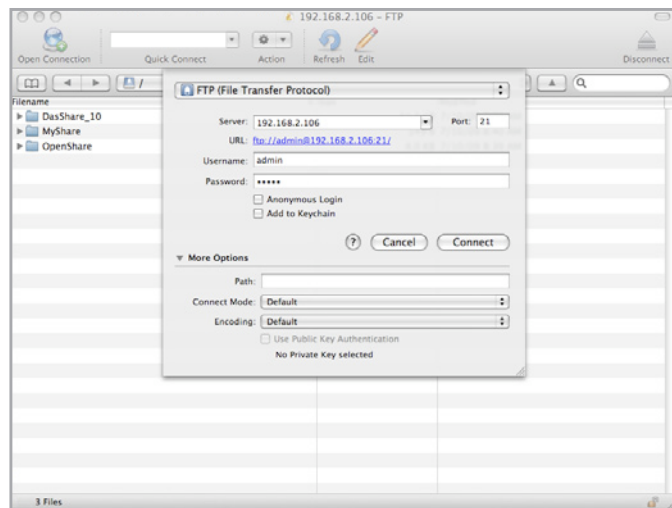 192.168.2.106 – FTP
Open Connection
Quick Connect
Action
Refresh
Edit
Disconnect
/
FTP (File Transfer Protocol)
Filename
DasShare_10
MyShare
OpenShare
Server: 192.168.2.106 Port: 21
URL: ftp://admin@192.168.2.106:21/
Username: admin
Password: •••••
Anonymous Login
Add to Keychain
? Cancel Connect
More Options
Path:
Connect Mode: Default
Encoding: Default
Use Public Key Authentication
No Private Key selected
3 Files